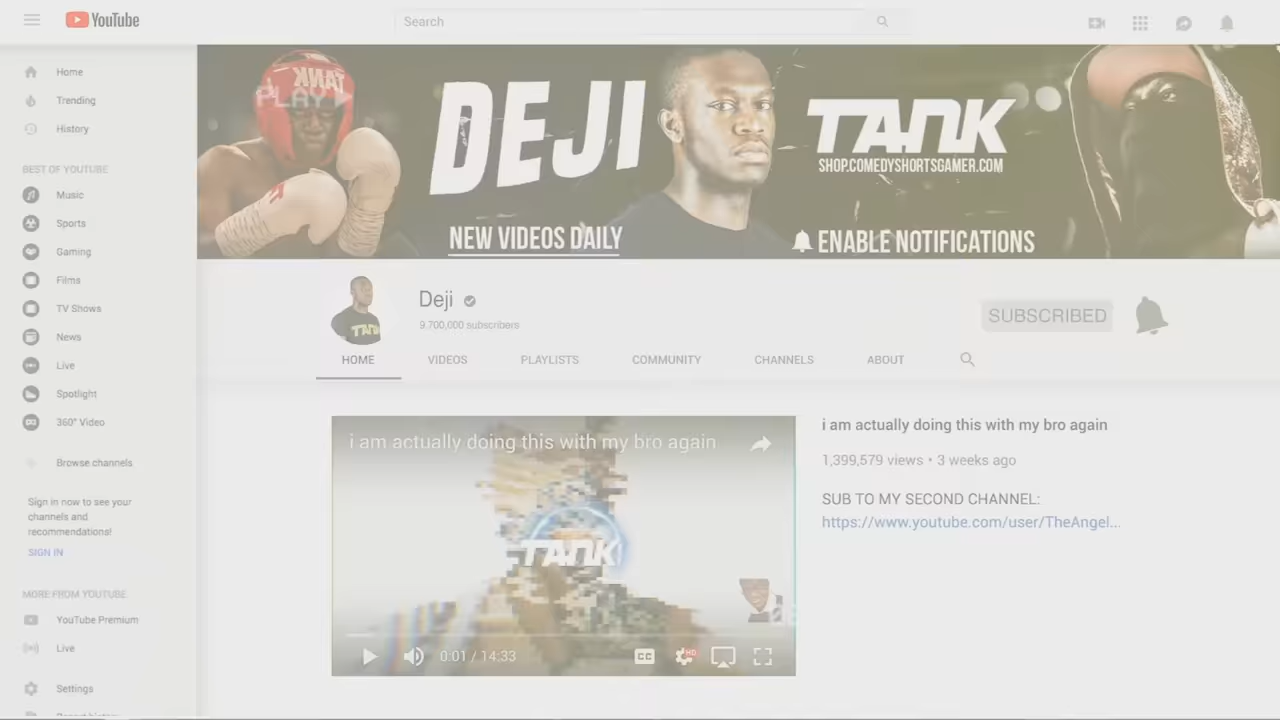 YouTube
Search
Home
Trending
History
BEST OF YOUTUBE
Music
Sports
Gaming
Films
TV Shows
News
Live
Spotlight
360° Video
Browse channels
Sign in now to see your
channels and
recommendations!
SIGN IN
MORE FROM YOUTUBE
YouTube Premium
Live
Settings
TANK
PLAY
DEJI
NEW VIDEOS DAILY
TANK
SHOP.COMEDYSHORTSGAMER.COM
ENABLE NOTIFICATIONS
TANK
Deji
9,700,000 subscribers
SUBSCRIBED
HOME
VIDEOS
PLAYLISTS
COMMUNITY
CHANNELS
ABOUT
i am actually doing this with my bro again
TANK
0:01 / 14:33
CC
HD
i am actually doing this with my bro again
1,399,579 views • 3 weeks ago
SUB TO MY SECOND CHANNEL:
https://www.youtube.com/user/TheAngel...